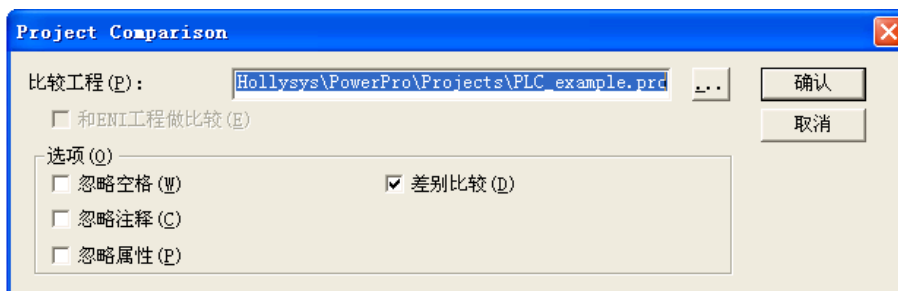 Project Comparison
比较工程(P): Hollysys\PowerPro\Projects\PLC_example.pro ... 确认
和ENI工程做比较(E) 取消
选项(O)
忽略空格(W) 差别比较(D)
忽略注释(C)
忽略属性(P)